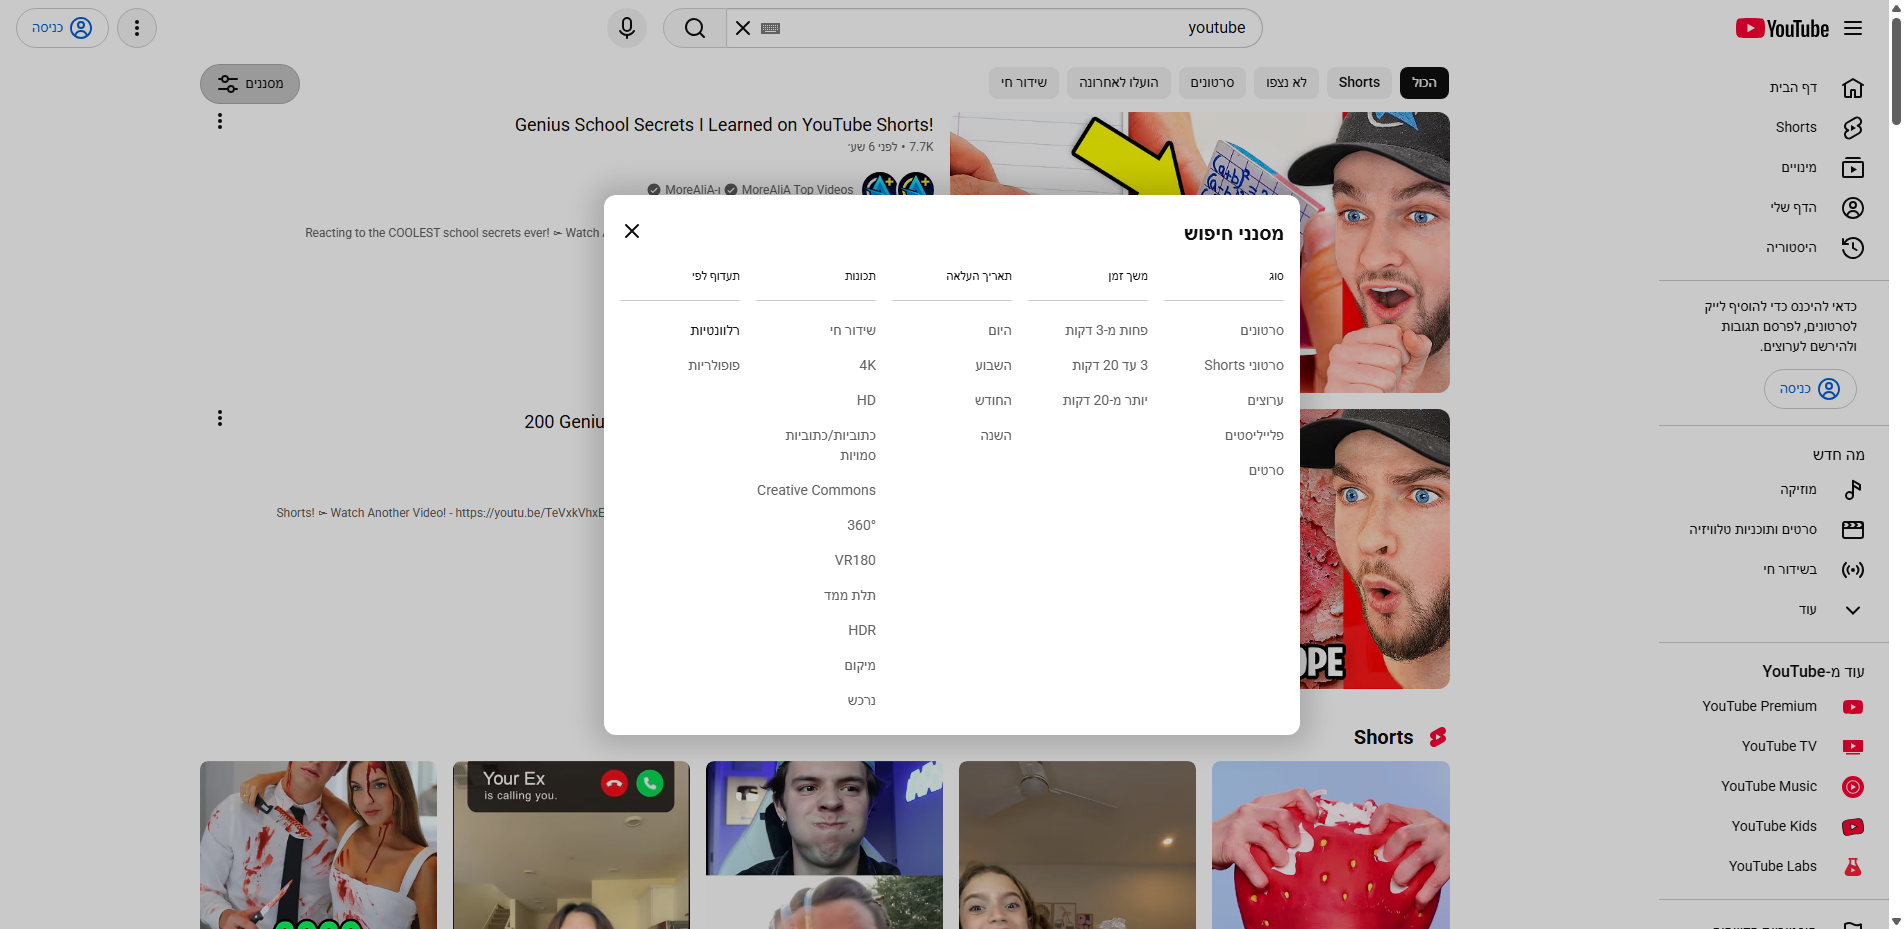 YouTube
youtube
כניסה
הכול
Shorts
לא נצפו
סרטונים
הועלו לאחרונה
שידור חי
מסננים
דף הבית
Shorts
מינויים
הדף שלי
היסטוריה
כדאי להיכנס כדי להוסיף לייק
לסרטונים, לפרסם תגובות
ולהירשם לערוצים.
כניסה
מה חדש
מוזיקה
סרטים ותוכניות טלוויזיה
בשידור חי
עוד
עוד מ-YouTube
YouTube Premium
YouTube TV
YouTube Music
YouTube Kids
YouTube Labs
Genius School Secrets I Learned on YouTube Shorts!
7.7K • לפני 6 שע׳
MoreAliA Top Videos
MoreAliA-ו
Reacting to the COOLEST school secrets ever! ➣ Watch
200 Geniu
Shorts! ➣ Watch Another Video! - https://youtu.be/TeVxkVhxE
מסנני חיפוש
סוג
סרטונים
סרטוני Shorts
ערוצים
פלייליסטים
סרטים
משך זמן
פחות מ-3 דקות
3 עד 20 דקות
יותר מ-20 דקות
תאריך העלאה
היום
השבוע
החודש
השנה
תכונות
שידור חי
4K
HD
כתוביות/כתוביות
סמויות
Creative Commons
360°
VR180
תלת ממד
HDR
מיקום
נרכש
תעדוף לפי
רלוונטיות
פופולריות
OPE
Shorts
Your Ex
is calling you.